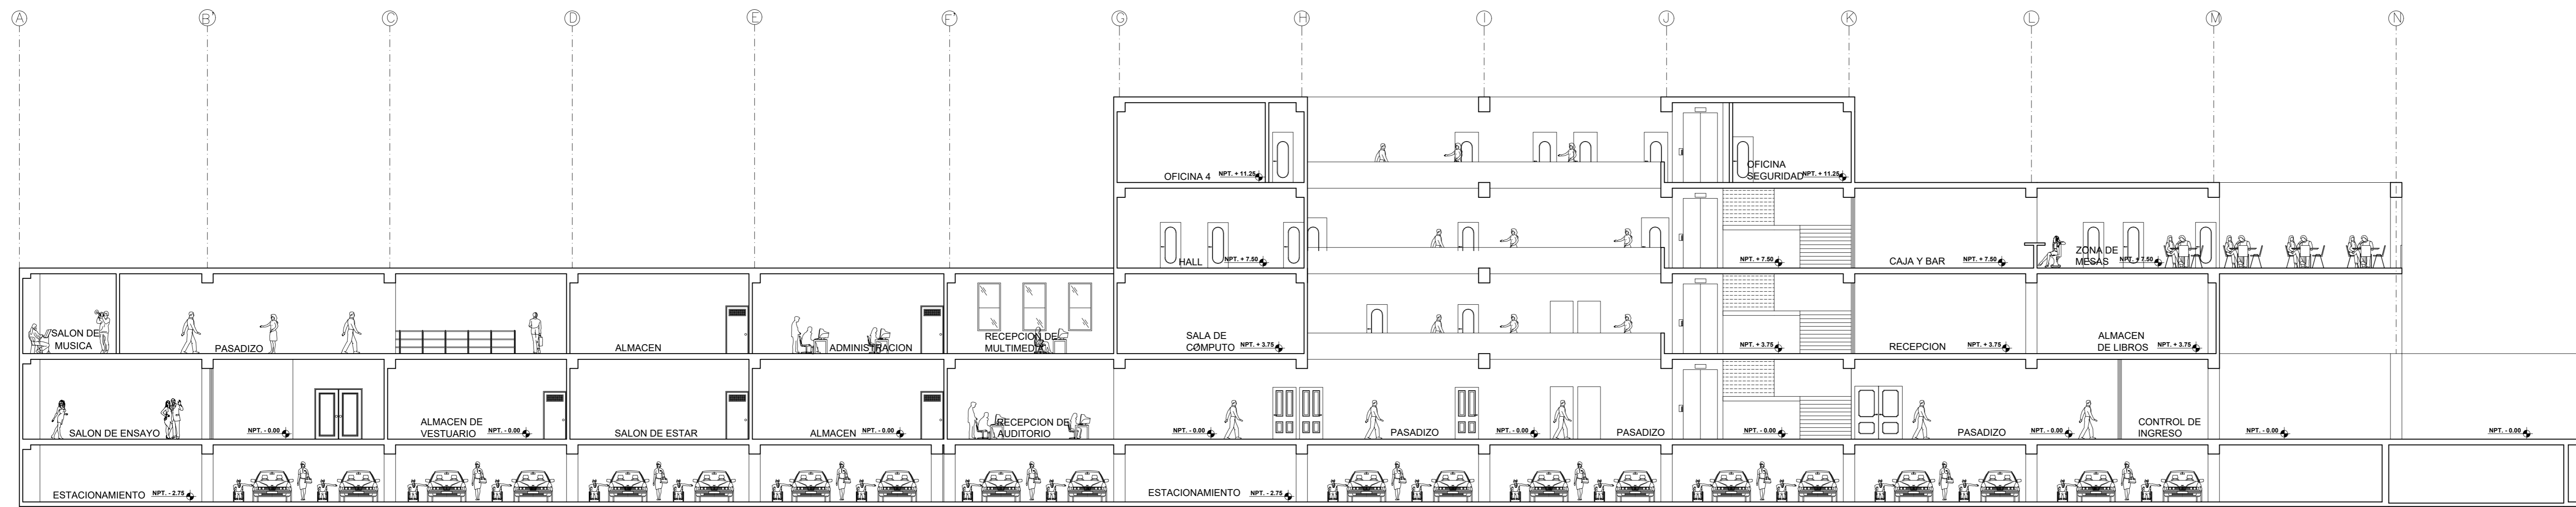 A B' C D E F' G H I J K L M' N
OFICINA 4 NPT. + 11.25
OFICINA
SEGURIDAD NPT. + 11.25
HALL NPT. + 7.50
NPT. + 7.50
CAJA Y BAR NPT. + 7.50
ZONA DE
MESAS NPT. + 7.50
SALON DE
MUSICA
PASADIZO
ALMACEN
ADMINISTRACION
RECEPCION DE
MULTIMEDIA
SALA DE
CÓMPUTO NPT. + 3.75
NPT. + 3.75
RECEPCION NPT. + 3.75
ALMACEN
DE LIBROS NPT. + 3.75
SALON DE ENSAYO
NPT. - 0.00
ALMACEN DE
VESTUARIO NPT. - 0.00
SALON DE ESTAR
ALMACEN NPT. - 0.00
RECEPCION DE
AUDITORIO
NPT. - 0.00
PASADIZO
NPT. - 0.00
PASADIZO
NPT. - 0.00
PASADIZO
NPT. - 0.00
CONTROL DE
INGRESO
NPT. - 0.00
NPT. - 0.00
ESTACIONAMIENTO NPT. - 2.75
ESTACIONAMIENTO NPT. - 2.75